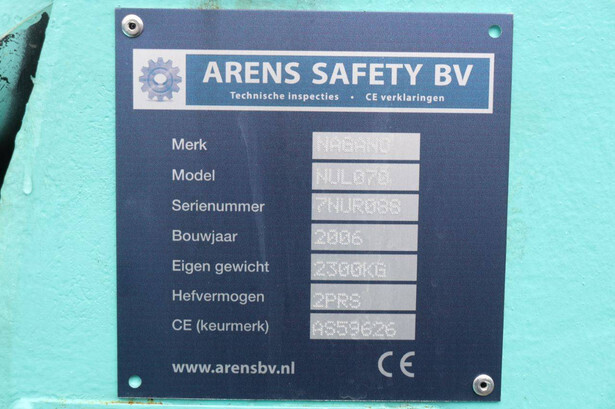 ARENS SAFETY BV
Technische inspecties • CE verklaringen
Merk NAGANO
Model NUL070
Serienummer 7NUR088
Bouwjaar 2006
Eigen gewicht 2300KG
Hefvermogen 2PRS
CE (keurmerk) AS59626
www.arensbv.nl CE